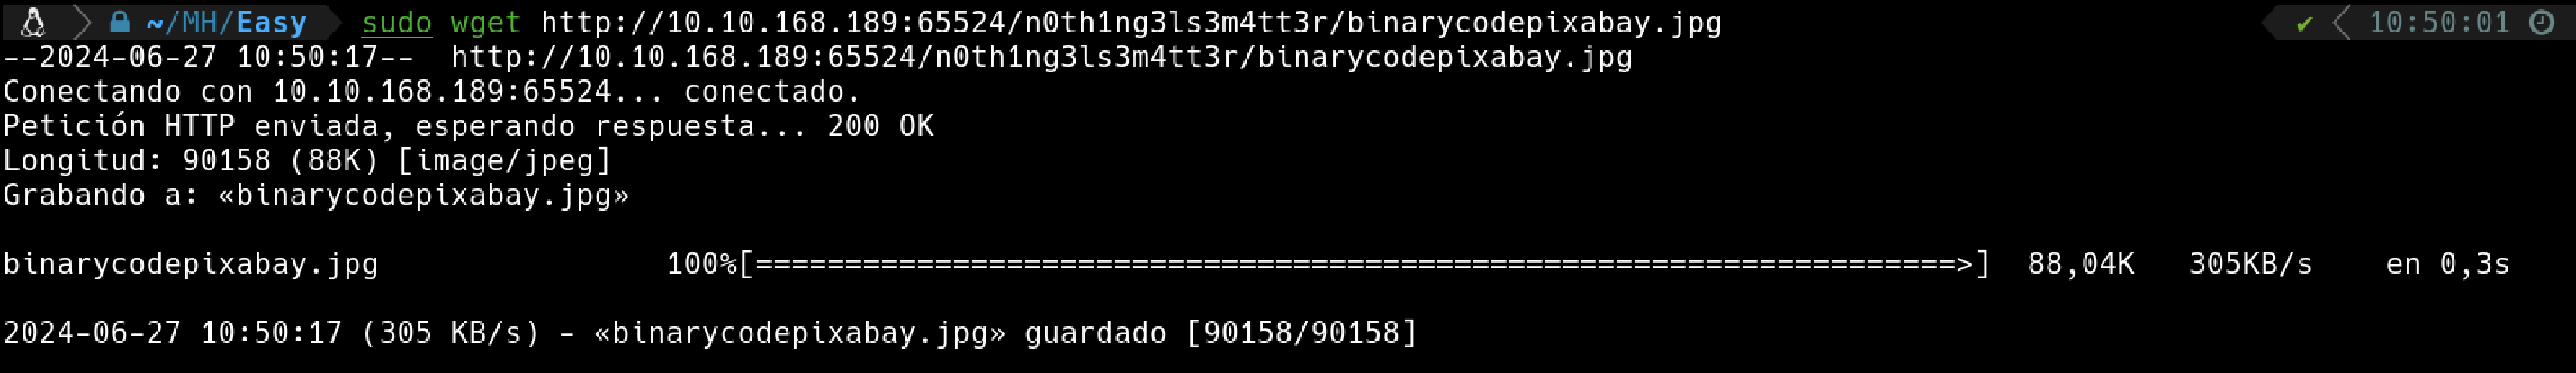 ~/MH/Easy sudo wget http://10.10.168.189:65524/n0th1ng3ls3m4tt3r/binarycodepixabay.jpg ✔ 10:50:01
--2024-06-27 10:50:17--  http://10.10.168.189:65524/n0th1ng3ls3m4tt3r/binarycodepixabay.jpg
Conectando con 10.10.168.189:65524... conectado.
Petición HTTP enviada, esperando respuesta... 200 OK
Longitud: 90158 (88K) [image/jpeg]
Grabando a: «binarycodepixabay.jpg»
binarycodepixabay.jpg 100%[===================================================================>] 88,04K 305KB/s en 0,3s
2024-06-27 10:50:17 (305 KB/s) - «binarycodepixabay.jpg» guardado [90158/90158]